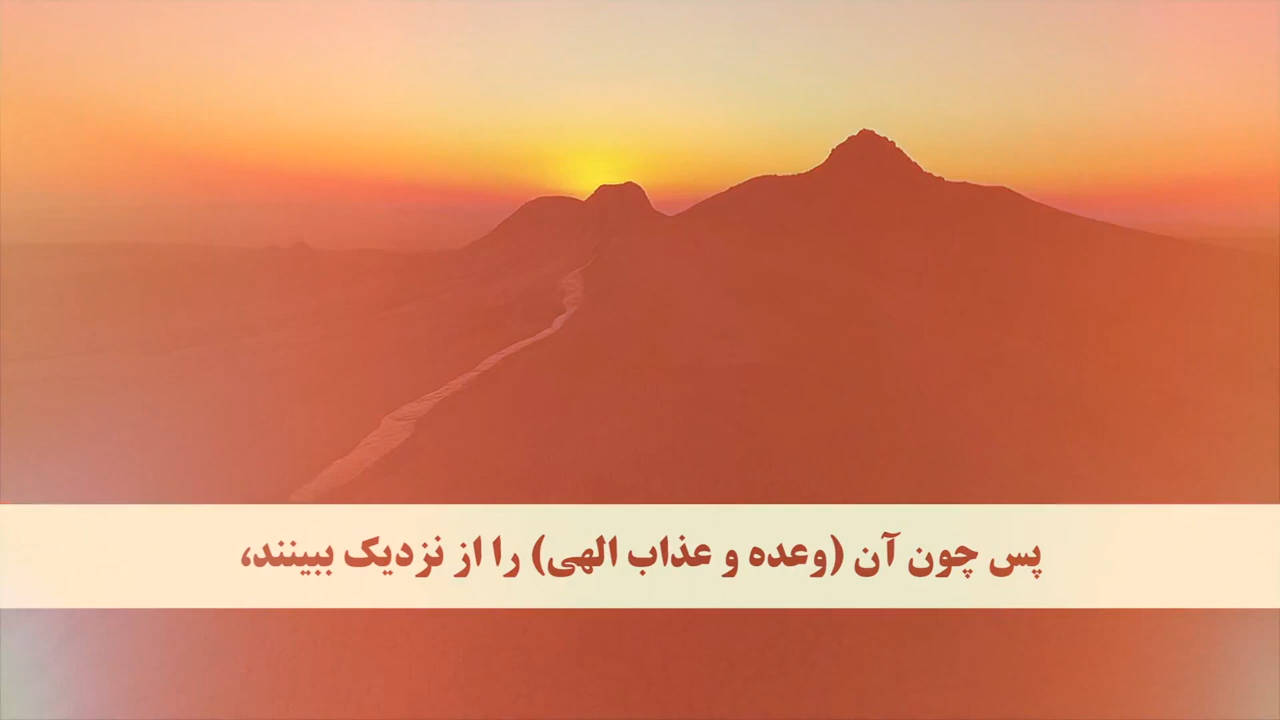 پس چون آن (وعده و عذاب الهی) را از نزدیک ببینند،